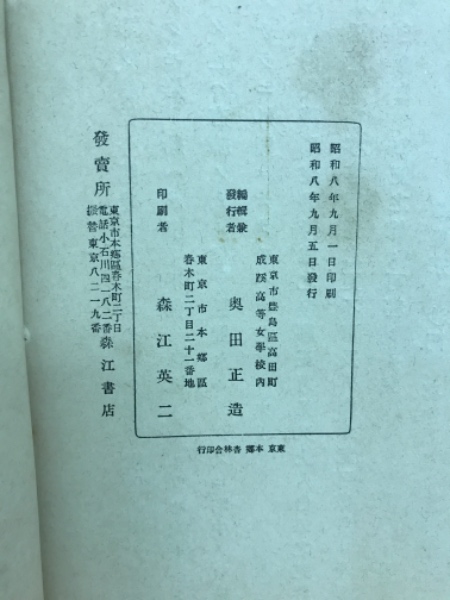 昭和八年九月一日印刷
昭和八年九月五日發行
東京市豊島區高田町
成蹊高等女學校內
編輯兼
發行者
奥田正造
東京市本鄉區
春木町二丁目二十一番地
印刷者
森江英二
發賣所
東京市本鄉區春木町二丁目
電話小石川四一八二番
振替東京八二一九番
森江書店
東京 本鄉 杏林会印行